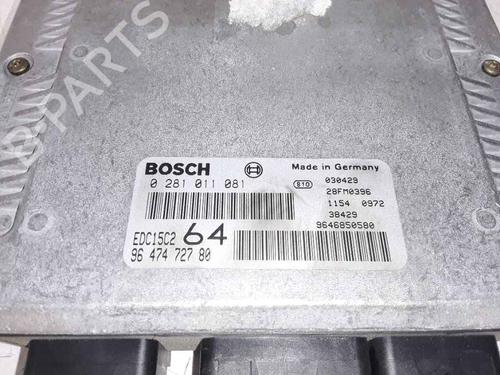 B-PARTS
BOSCH
Made in Germany
0 281 011 081
810
030429
28FM0396
1154 0972
38429
9646850580
EDC15C2 64
96 474 727 80